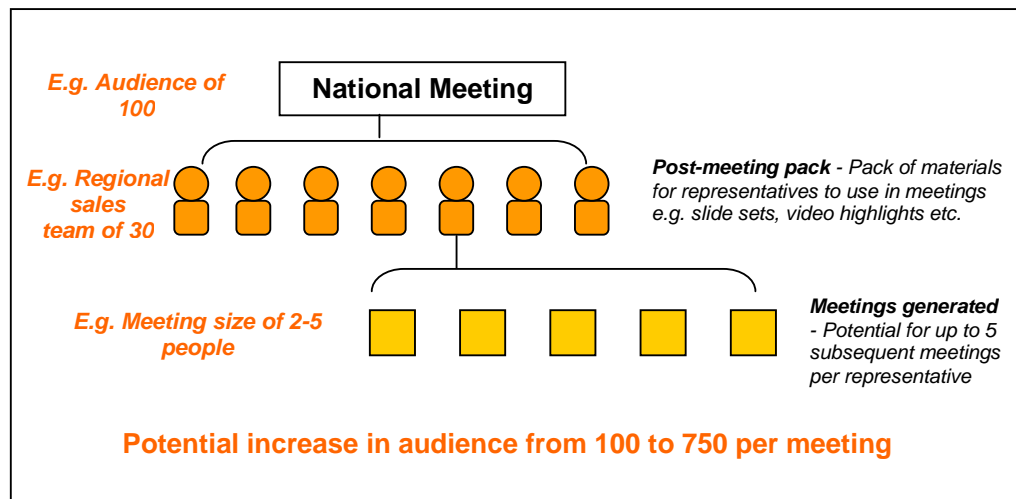 E.g. Audience of
100
National Meeting
E.g. Regional
sales
team of 30
Post-meeting pack - Pack of materials
for representatives to use in meetings
e.g. slide sets, video highlights etc.
E.g. Meeting size of 2-5
people
Meetings generated
- Potential for up to 5
subsequent meetings
per representative
Potential increase in audience from 100 to 750 per meeting